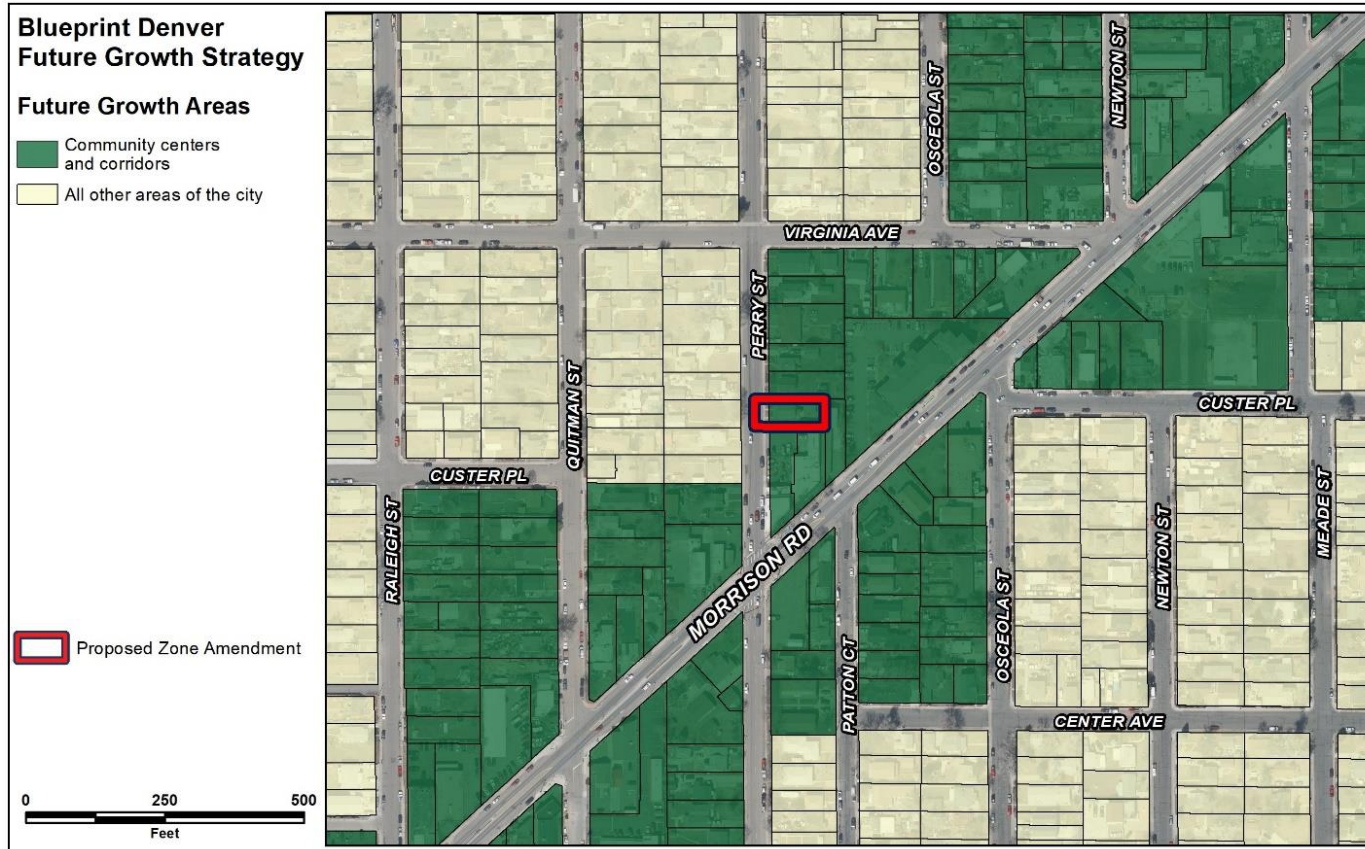 Blueprint Denver
Future Growth Strategy
Future Growth Areas
Community centers
and corridors
All other areas of the city
Proposed Zone Amendment
0 250 500
Feet
OSCEOLA ST
NEWTON ST
VIRGINIA AVE
PERRY ST
QUITMAN ST
CUSTER PL
CUSTER PL
RALEIGH ST
MORRISON RD
PATTON CT
OSCEOLA ST
NEWTON ST
MEADE ST
CENTER AVE